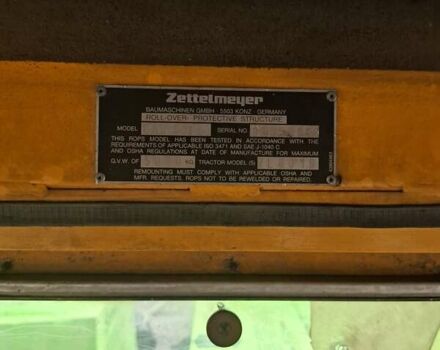 Zettelmeyer
BAUMASCHINEN GMBH · 5503 KONZ · GERMANY
ROLL-OVER- PROTECTIVE STRUCTURE
MODEL SERIAL NO.
THIS ROPS MODEL HAS BEEN TESTED IN ACCORDANCE WITH THE
REQUIREMENTS OF APPLICABLE ISO 3471 AND SAE J 1040 C
AND OSHA REGULATIONS AT DATE OF MANUFACTURE FOR MAXIMUM
G.V.W. OF KG. TRACTOR MODEL (S)
REMOUNTING MUST COMPLY WITH APPLICABLE OSHA AND
MFR. REQUESTS. ROPS NOT TO BE REWELDED OR REPAIRED.